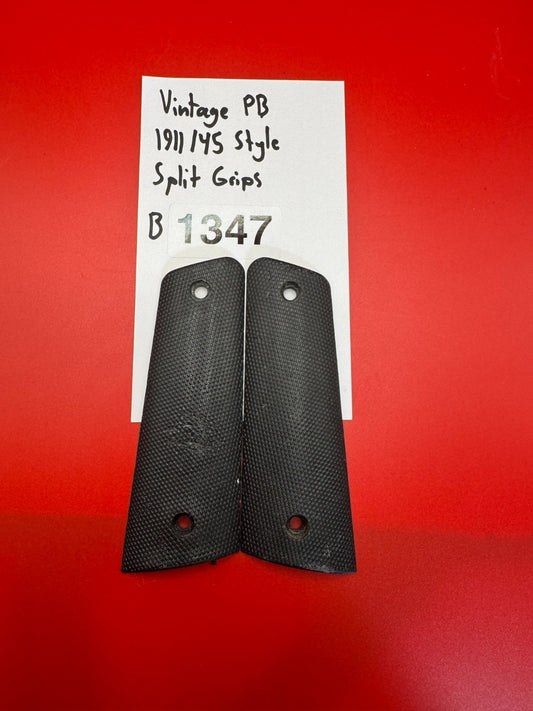 Vintage PB
1911/45 Style
Split Grips
B 1347